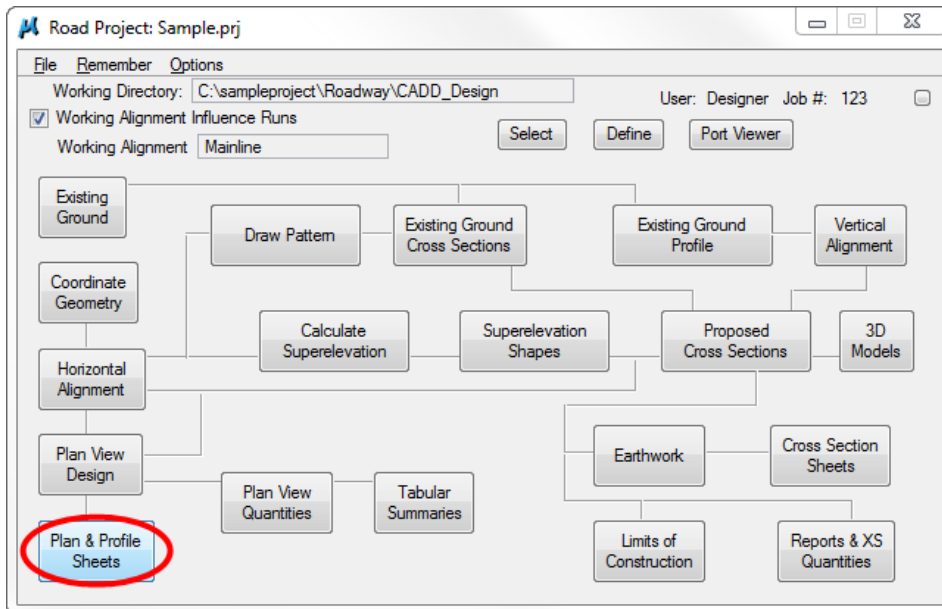 Road Project: Sample.prj
File Remember Options
Working Directory: C:\sampleproject\Roadway\CADD_Design
User: Designer Job #: 123
Working Alignment Influence Runs
Select Define Port Viewer
Working Alignment Mainline
Existing
Ground
Draw Pattern
Existing Ground
Cross Sections
Existing Ground
Profile
Vertical
Alignment
Coordinate
Geometry
Calculate
Superelevation
Superelevation
Shapes
Proposed
Cross Sections
3D
Models
Horizontal
Alignment
Plan View
Design
Earthwork
Cross Section
Sheets
Plan View
Quantities
Tabular
Summaries
Plan & Profile
Sheets
Limits of
Construction
Reports & XS
Quantities